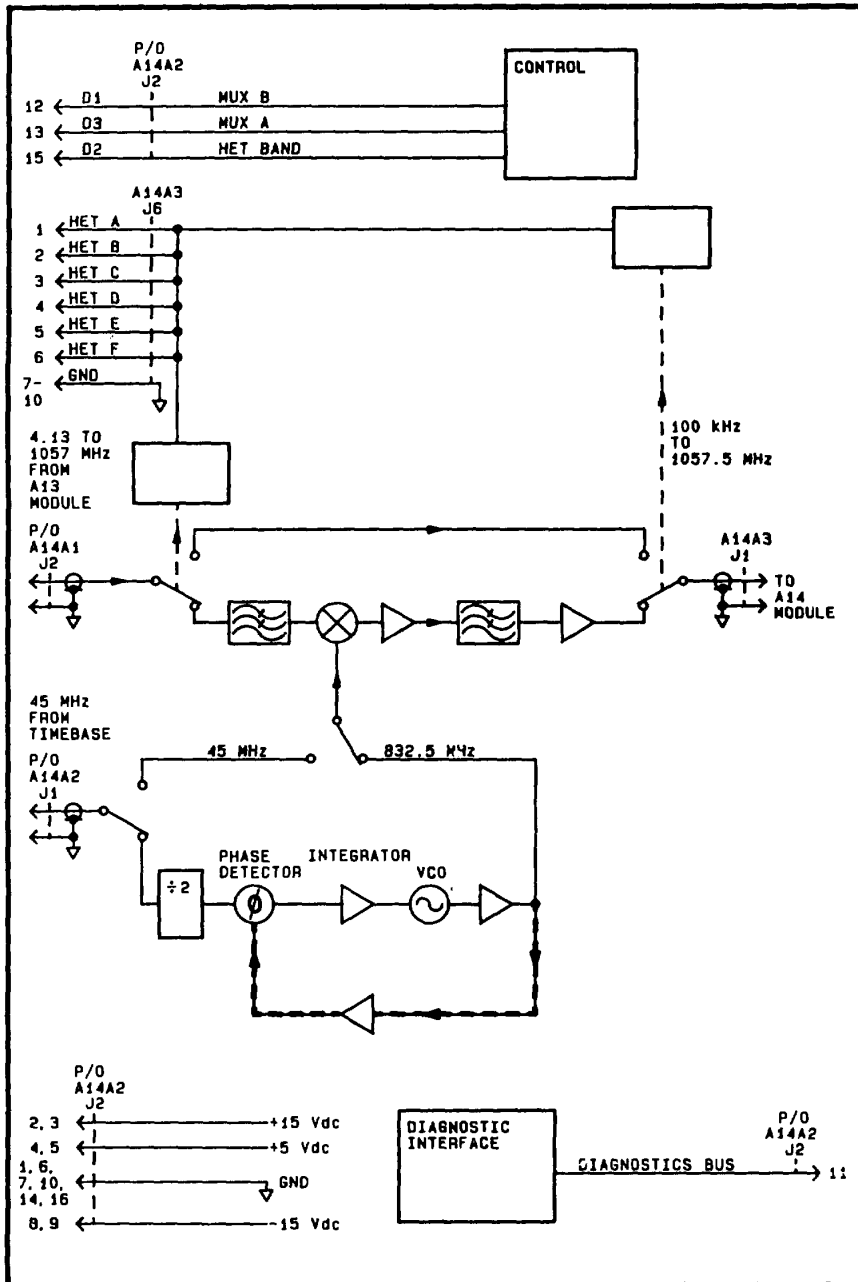 P/O
A14A2
J2
CONTROL
12 D1 MUX B
13 D3 MUX A
15 D2 HET BAND
A14A3
J6
1 HET A
2 HET B
3 HET C
4 HET D
5 HET E
6 HET F
7-
10 GND
4.13 TO
1057 MHz
FROM
A13
MODULE
100 kHz
TO
1057.5 MHz
P/O
A14A1
J2
A14A3
J1
TO
A14
MODULE
45 MHz
FROM
TIMEBASE
P/O
A14A2
J1
45 MHz
832.5 MHz
÷2
PHASE
DETECTOR
Ø
INTEGRATOR
VCO
P/O
A14A2
J2
2, 3 +15 Vdc
4, 5 +5 Vdc
1, 6,
7, 10,
14, 16
GND
8, 9 -15 Vdc
DIAGNOSTIC
INTERFACE
DIAGNOSTICS BUS
P/O
A14A2
J2
11